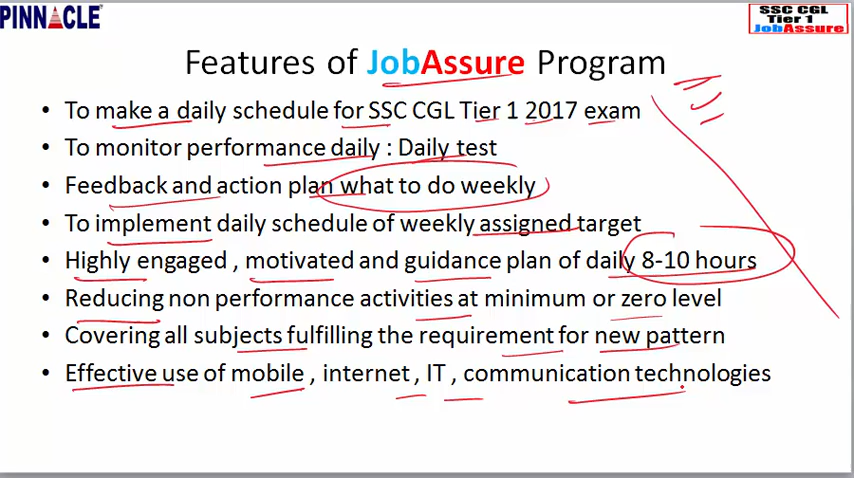 PINNACLE
SSC CGL
Tier 1
JobAssure
Features of JobAssure Program
• To make a daily schedule for SSC CGL Tier 1 2017 exam
• To monitor performance daily : Daily test
• Feedback and action plan what to do weekly
• To implement daily schedule of weekly assigned target
• Highly engaged , motivated and guidance plan of daily 8-10 hours
• Reducing non performance activities at minimum or zero level
• Covering all subjects fulfilling the requirement for new pattern
• Effective use of mobile , internet , IT , communication technologies